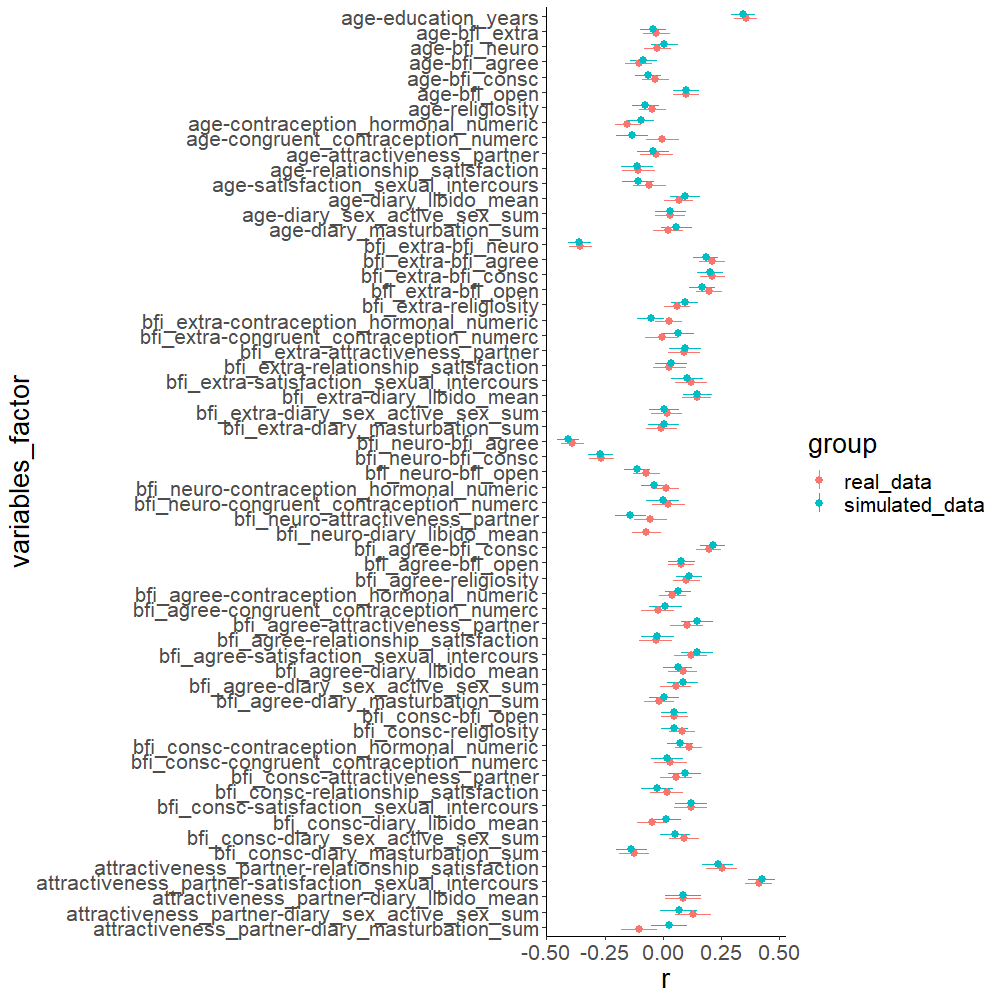 age-education_years
age-bfi_extra
age-bfi_neuro
age-bfi_agree
age-bfi_consc
age-bfi_open
age-religiosity
age-contraception_hormonal_numeric
age-congruent_contraception_numerc
age-attractiveness_partner
age-relationship_satisfaction
age-satisfaction_sexual_intercours
age-diary_libido_mean
age-diary_sex_active_sex_sum
age-diary_masturbation_sum
bfi_extra-bfi_neuro
bfi_extra-bfi_agree
bfi_extra-bfi_consc
bfi_extra-bfi_open
bfi_extra-religiosity
bfi_extra-contraception_hormonal_numeric
bfi_extra-congruent_contraception_numerc
bfi_extra-attractiveness_partner
bfi_extra-relationship_satisfaction
bfi_extra-satisfaction_sexual_intercours
bfi_extra-diary_libido_mean
bfi_extra-diary_sex_active_sex_sum
bfi_extra-diary_masturbation_sum
bfi_neuro-bfi_agree
bfi_neuro-bfi_consc
bfi_neuro-bfi_open
bfi_neuro-contraception_hormonal_numeric
bfi_neuro-congruent_contraception_numerc
bfi_neuro-attractiveness_partner
bfi_neuro-diary_libido_mean
bfi_agree-bfi_consc
bfi_agree-bfi_open
bfi_agree-religiosity
bfi_agree-contraception_hormonal_numeric
bfi_agree-congruent_contraception_numerc
bfi_agree-attractiveness_partner
bfi_agree-relationship_satisfaction
bfi_agree-satisfaction_sexual_intercours
bfi_agree-diary_libido_mean
bfi_agree-diary_sex_active_sex_sum
bfi_agree-diary_masturbation_sum
bfi_consc-bfi_open
bfi_consc-religiosity
bfi_consc-contraception_hormonal_numeric
bfi_consc-congruent_contraception_numerc
bfi_consc-attractiveness_partner
bfi_consc-relationship_satisfaction
bfi_consc-satisfaction_sexual_intercours
bfi_consc-diary_libido_mean
bfi_consc-diary_sex_active_sex_sum
bfi_consc-diary_masturbation_sum
attractiveness_partner-relationship_satisfaction
attractiveness_partner-satisfaction_sexual_intercours
attractiveness_partner-diary_libido_mean
attractiveness_partner-diary_sex_active_sex_sum
attractiveness_partner-diary_masturbation_sum
variables_factor
-0.50 -0.25 0.00 0.25 0.50
r
group
real_data
simulated_data